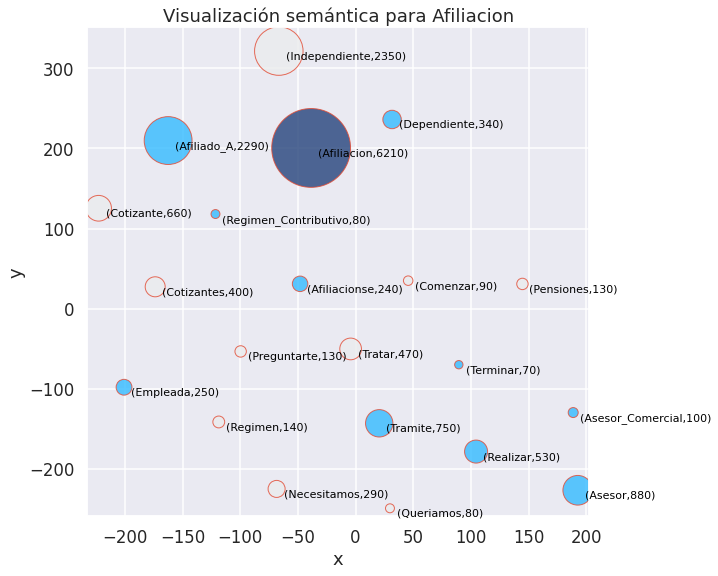 Visualización semántica para Afiliacion
300
200
100
0
−100
−200
y
(Independiente,2350)
(Dependiente,340)
(Afiliado_A,2290)
(Afiliacion,6210)
(Cotizante,660)
(Regimen_Contributivo,80)
(Cotizantes,400)
(Afiliacionse,240)
(Comenzar,90)
(Pensiones,130)
(Preguntarte,130)
(Tratar,470)
(Terminar,70)
(Empleada,250)
(Asesor_Comercial,100)
(Regimen,140)
(Tramite,750)
(Realizar,530)
(Necesitamos,290)
(Asesor,880)
(Queriamos,80)
−200 −150 −100 −50 0 50 100 150 200
x